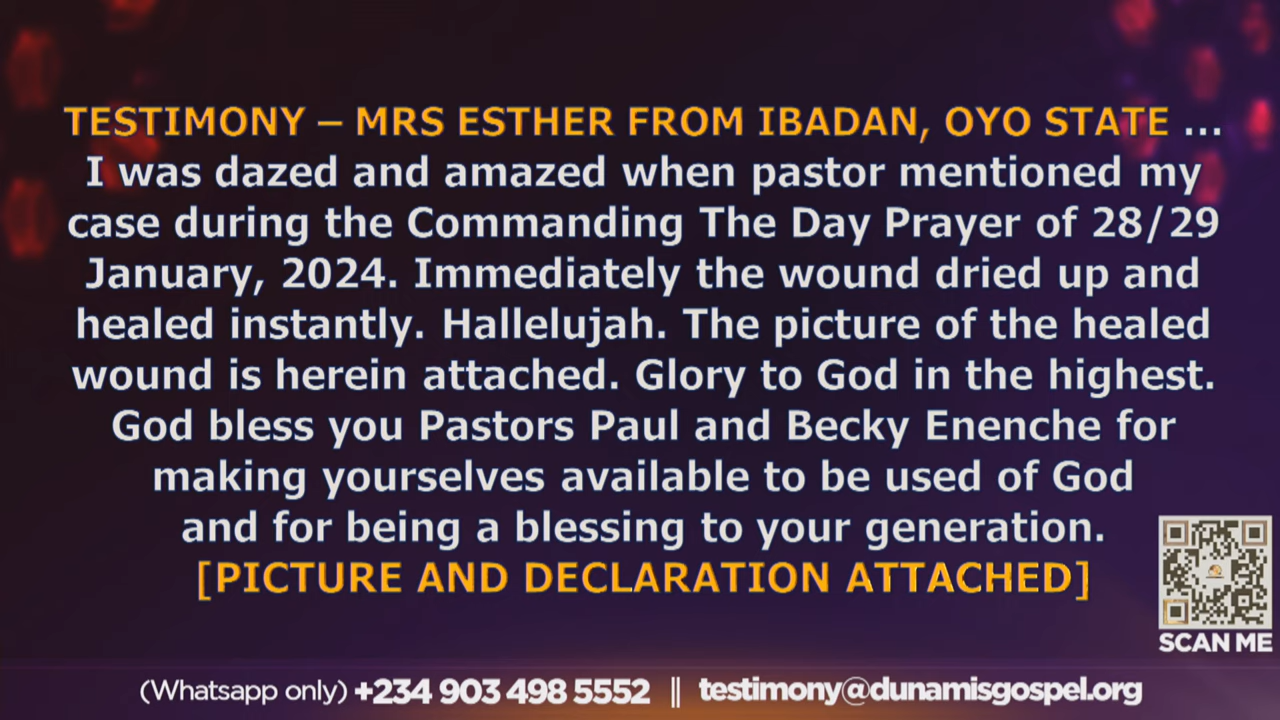 TESTIMONY – MRS ESTHER FROM IBADAN, OYO STATE ...
I was dazed and amazed when pastor mentioned my
case during the Commanding The Day Prayer of 28/29
January, 2024. Immediately the wound dried up and
healed instantly. Hallelujah. The picture of the healed
wound is herein attached. Glory to God in the highest.
God bless you Pastors Paul and Becky Enenche for
making yourselves available to be used of God
and for being a blessing to your generation.
[PICTURE AND DECLARATION ATTACHED]
SCAN ME
(Whatsapp only) +234 903 498 5552 || testimony@dunamisgospel.org